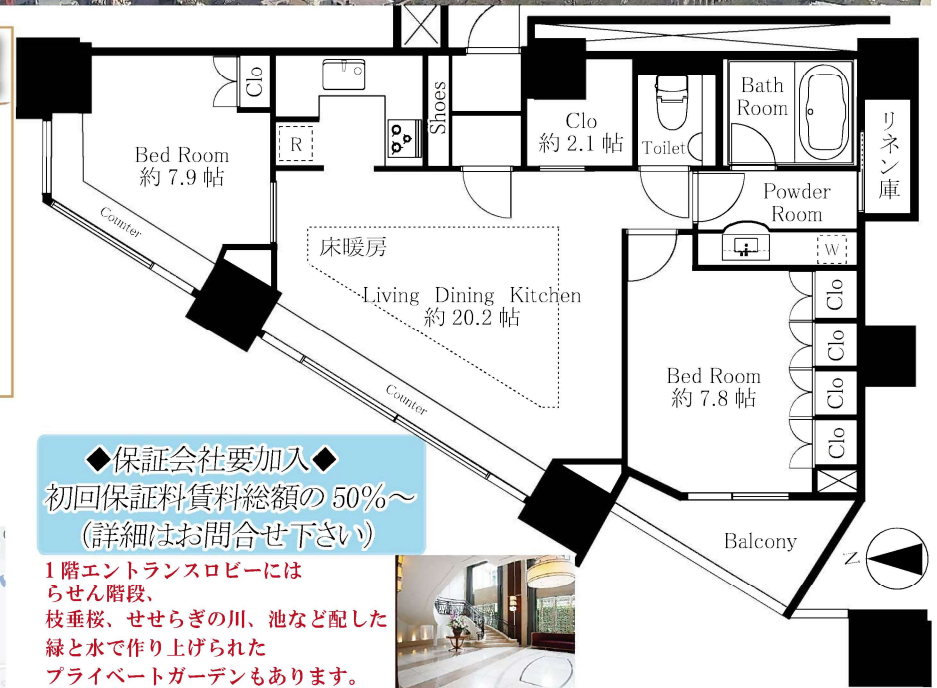 Clo
Shoes
R
Bed Room
約 7.9 帖
Counter
Clo
約 2.1 帖
Toilet
Bath
Room
リネン庫
Powder
Room
W
床暖房
Living Dining Kitchen
約 20.2 帖
Counter
Bed Room
約 7.8 帖
Clo
Clo
Clo
Clo
Balcony
N
◆保証会社要加入◆
初回保証料賃料総額の 50%～
(詳細はお問合せ下さい)
1階エントランスロビーには
らせん階段、
枝垂桜、せせらぎの川、池など配した
緑と水で作り上げられた
プライベートガーデンもあります。